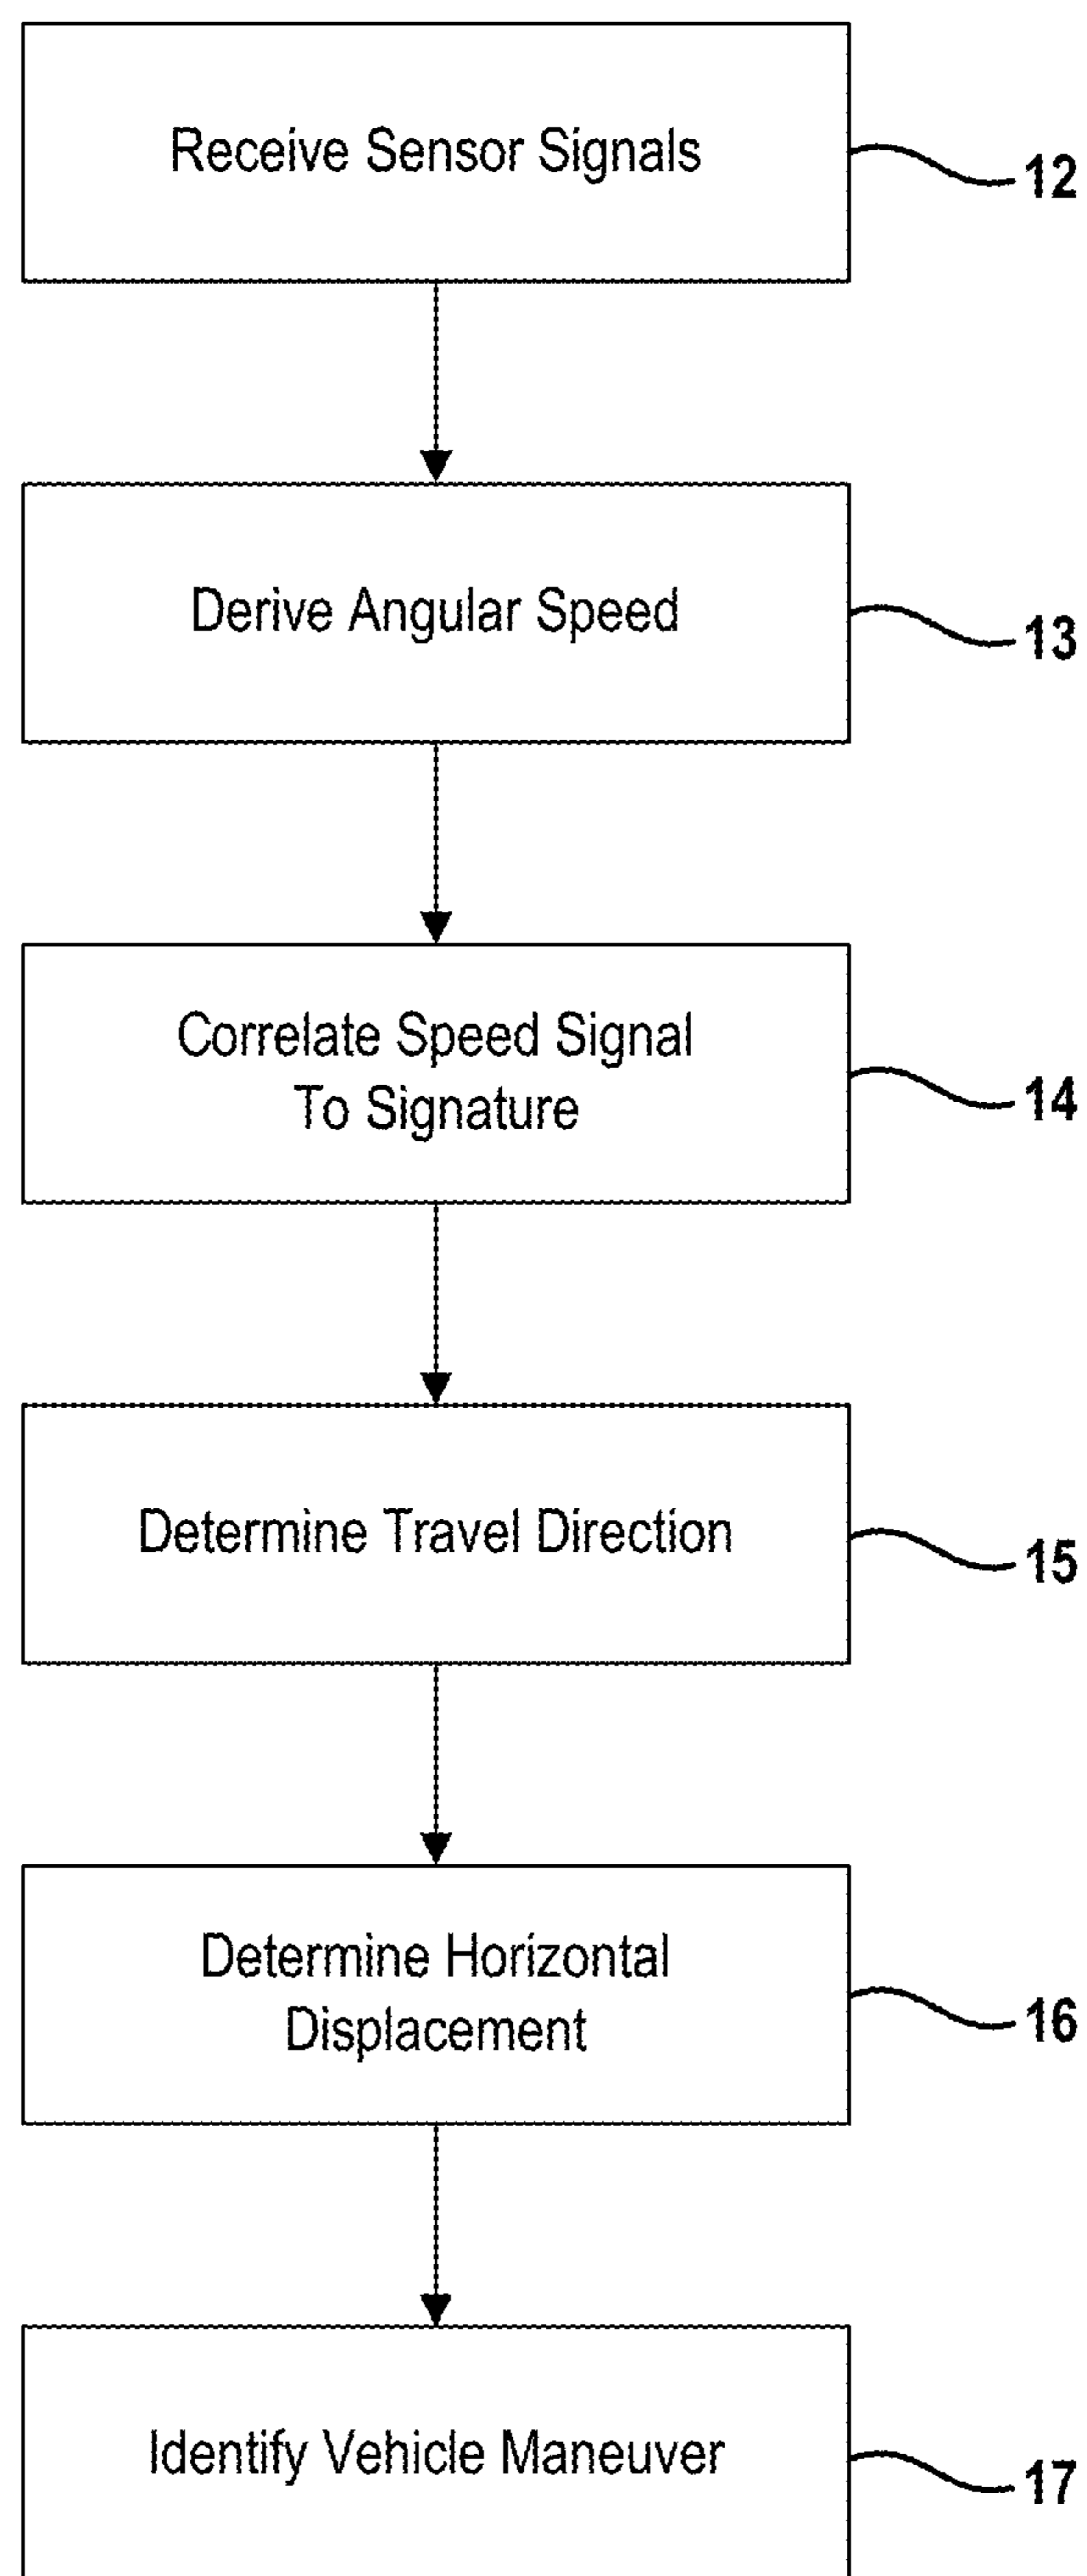 Receive Sensor Signals
12
Derive Angular Speed
13
Correlate Speed Signal
To Signature
14
Determine Travel Direction
15
Determine Horizontal
Displacement
16
Identify Vehicle Maneuver
17